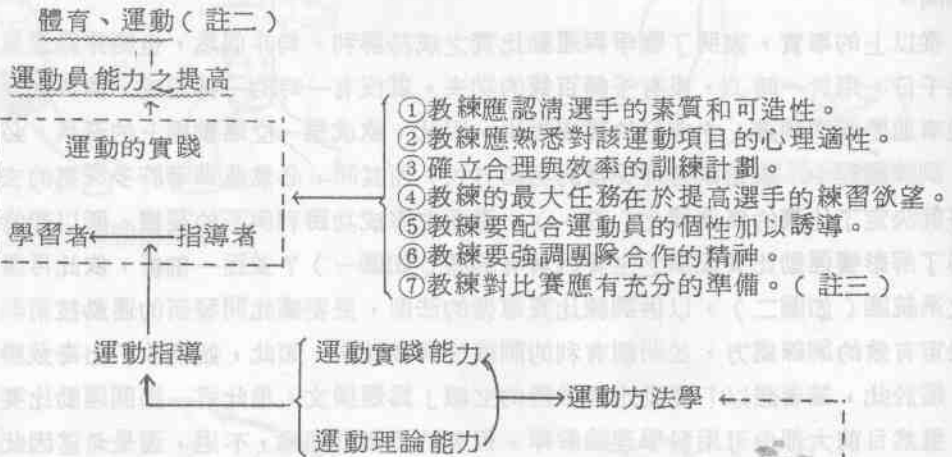 體育、運動(註二)
運動員能力之提高
運動的實踐
學習者←→指導者
①教練應認清選手的素質和可造性。
②教練應熟悉對該運動項目的心理適性。
③確立合理與效率的訓練計劃。
④教練的最大任務在於提高選手的練習欲望。
⑤教練要配合運動員的個性加以誘導。
⑥教練要強調團隊合作的精神。
⑦教練對比賽應有充分的準備。(註三)
運動指導
運動實踐能力
運動方法學
運動理論能力